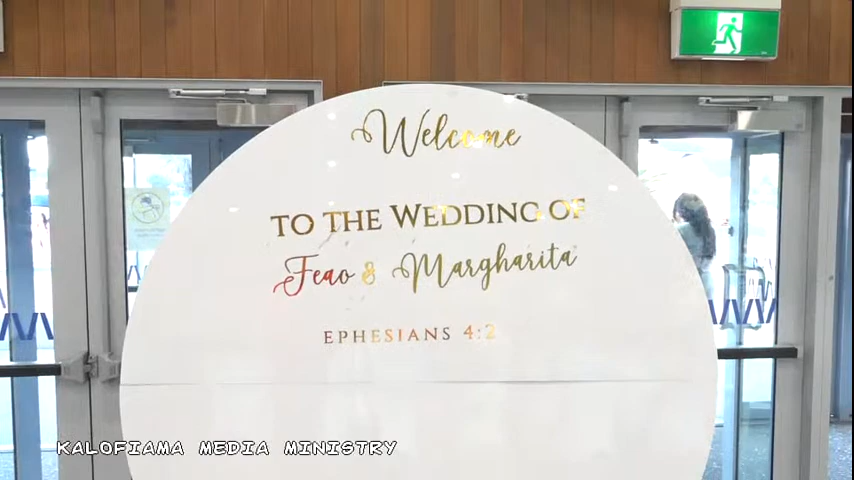 Welcome
TO THE WEDDING OF
Feao & Margharita
EPHESIANS 4:2
KALOFIAMA MEDIA MINISTRY